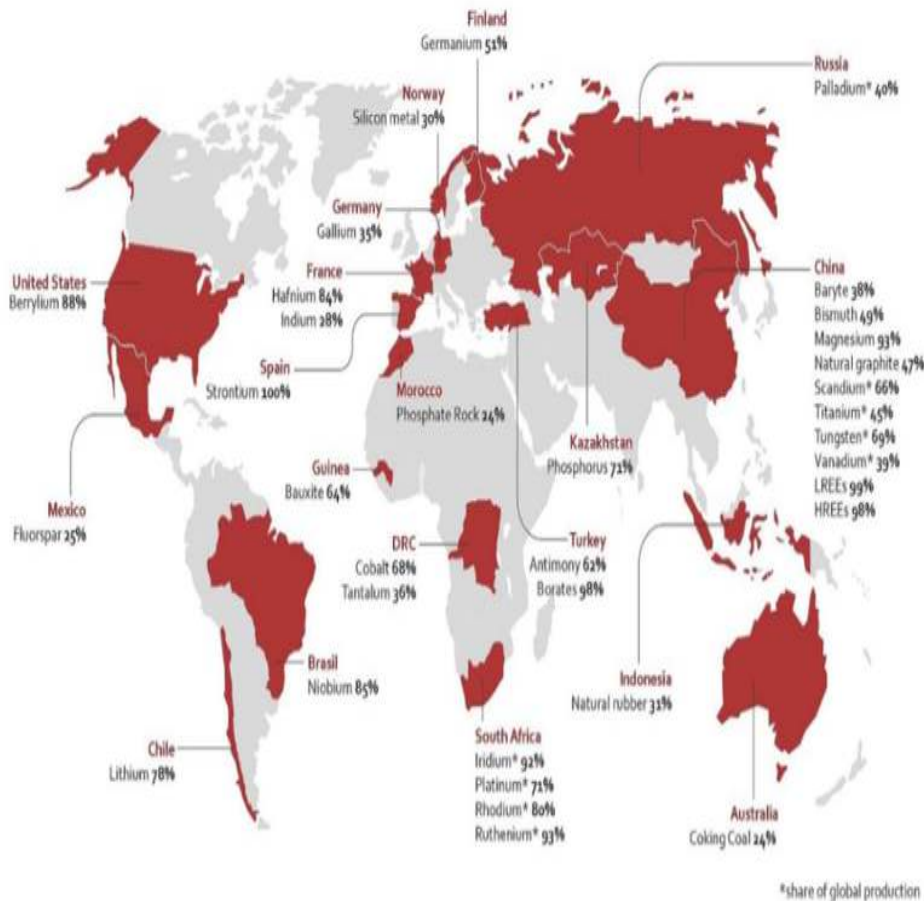 Finland
Germanium 51%
Russia
Palladium* 40%
Norway
Silicon metal 30%
Germany
Gallium 35%
United States
Berrylium 88%
France
Hafnium 84%
Indium 28%
China
Baryte 38%
Bismuth 49%
Magnesium 93%
Natural graphite 47%
Scandium* 66%
Titanium* 45%
Tungsten* 69%
Vanadium* 39%
LREEs 99%
HREEs 98%
Spain
Strontium 100%
Morocco
Phosphate Rock 24%
Kazakhstan
Phosphorus 71%
Guinea
Bauxite 64%
Mexico
Fluorspar 25%
DRC
Cobalt 68%
Tantalum 36%
Turkey
Antimony 62%
Borates 98%
Brasil
Niobium 85%
Indonesia
Natural rubber 31%
Chile
Lithium 78%
South Africa
Iridium* 92%
Platinum* 71%
Rhodium* 80%
Ruthenium* 93%
Australia
Coking Coal 24%
*share of global production